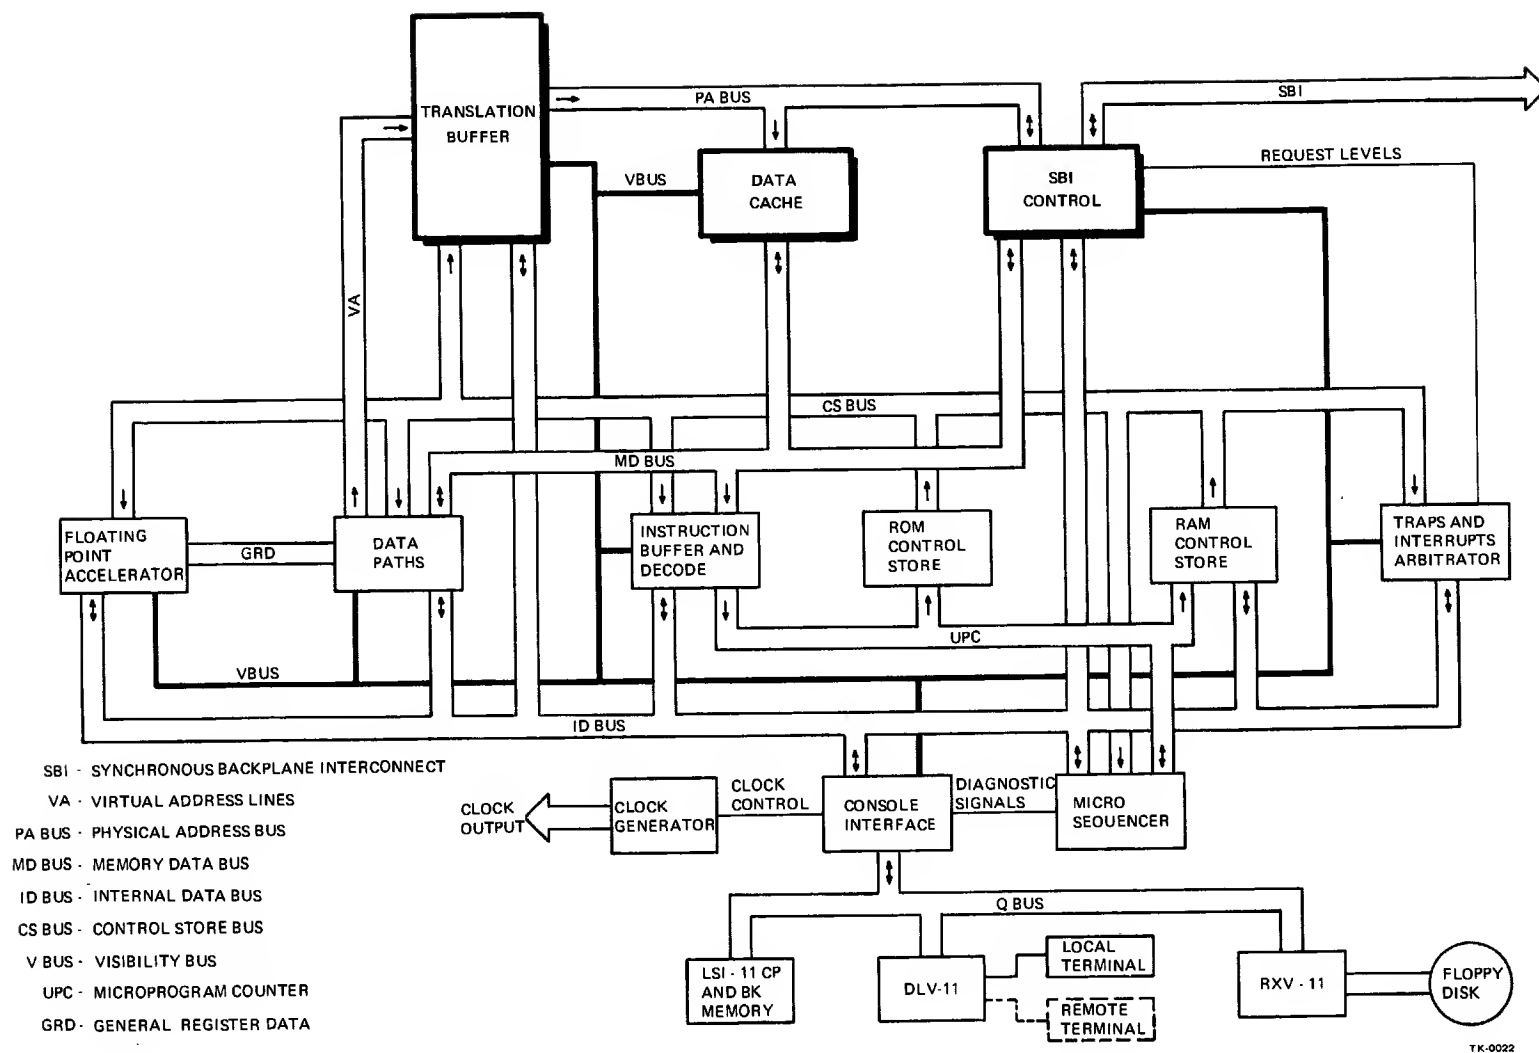 TRANSLATION
BUFFER
PA BUS
SBI
REQUEST LEVELS
VBUS
DATA
CACHE
SBI
CONTROL
VA
CS BUS
MD BUS
FLOATING
POINT
ACCELERATOR
GRD
DATA
PATHS
INSTRUCTION
BUFFER AND
DECODE
ROM
CONTROL
STORE
RAM
CONTROL
STORE
TRAPS AND
INTERRUPTS
ARBITRATOR
UPC
VBUS
ID BUS
SBI - SYNCHRONOUS BACKPLANE INTERCONNECT
VA - VIRTUAL ADDRESS LINES
PA BUS - PHYSICAL ADDRESS BUS
MD BUS - MEMORY DATA BUS
ID BUS - INTERNAL DATA BUS
CS BUS - CONTROL STORE BUS
V BUS - VISIBILITY BUS
UPC - MICROPROGRAM COUNTER
GRD - GENERAL REGISTER DATA
CLOCK
OUTPUT
CLOCK
GENERATOR
CLOCK
CONTROL
CONSOLE
INTERFACE
DIAGNOSTIC
SIGNALS
MICRO
SEQUENCER
Q BUS
LSI - 11 CP
AND BK
MEMORY
DLV-11
LOCAL
TERMINAL
REMOTE
TERMINAL
RXV - 11
FLOPPY
DISK
TK-0022